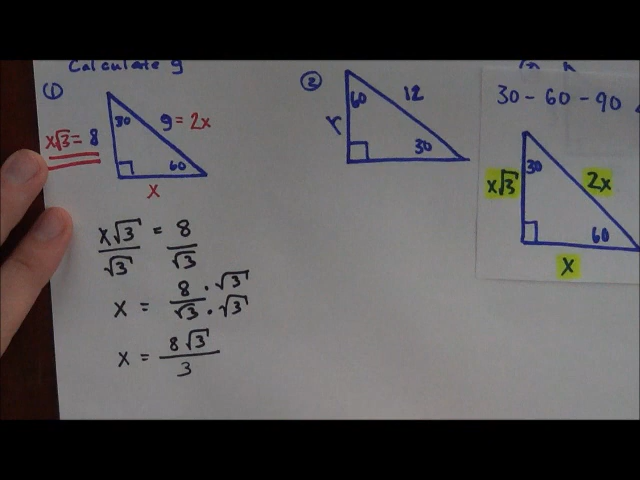 Calculate g
①
30
g = 2x
x√3 = 8
60
x
x√3 = 8
√3 √3
x = 8 · √3
√3 · √3
x = 8√3
3
②
60
12
r
30
30 - 60 - 90
x√3
30
2x
60
x